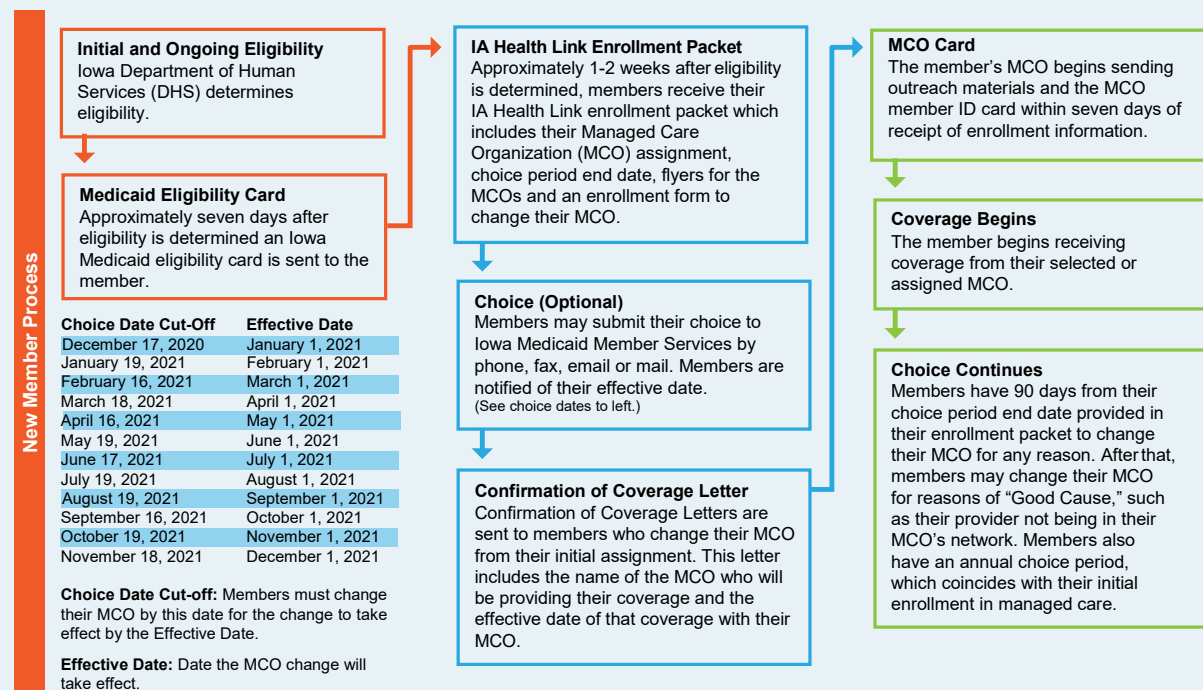 New Member Process
Initial and Ongoing Eligibility
Iowa Department of Human
Services (DHS) determines
eligibility.
Medicaid Eligibility Card
Approximately seven days after
eligibility is determined an Iowa
Medicaid eligibility card is sent to the
member.
Choice Date Cut-Off Effective Date
December 17, 2020 January 1, 2021
January 19, 2021 February 1, 2021
February 16, 2021 March 1, 2021
March 18, 2021 April 1, 2021
April 16, 2021 May 1, 2021
May 19, 2021 June 1, 2021
June 17, 2021 July 1, 2021
July 19, 2021 August 1, 2021
August 19, 2021 September 1, 2021
September 16, 2021 October 1, 2021
October 19, 2021 November 1, 2021
November 18, 2021 December 1, 2021
Choice Date Cut-off: Members must change
their MCO by this date for the change to take
effect by the Effective Date.
Effective Date: Date the MCO change will
take effect.
IA Health Link Enrollment Packet
Approximately 1-2 weeks after eligibility
is determined, members receive their
IA Health Link enrollment packet which
includes their Managed Care
Organization (MCO) assignment,
choice period end date, flyers for the
MCOs and an enrollment form to
change their MCO.
Choice (Optional)
Members may submit their choice to
Iowa Medicaid Member Services by
phone, fax, email or mail. Members are
notified of their effective date.
(See choice dates to left.)
Confirmation of Coverage Letter
Confirmation of Coverage Letters are
sent to members who change their MCO
from their initial assignment. This letter
includes the name of the MCO who will
be providing their coverage and the
effective date of that coverage with their
MCO.
MCO Card
The member's MCO begins sending
outreach materials and the MCO
member ID card within seven days of
receipt of enrollment information.
Coverage Begins
The member begins receiving
coverage from their selected or
assigned MCO.
Choice Continues
Members have 90 days from their
choice period end date provided in
their enrollment packet to change
their MCO for any reason. After that,
members may change their MCO
for reasons of “Good Cause,” such
as their provider not being in their
MCO's network. Members also
have an annual choice period,
which coincides with their initial
enrollment in managed care.